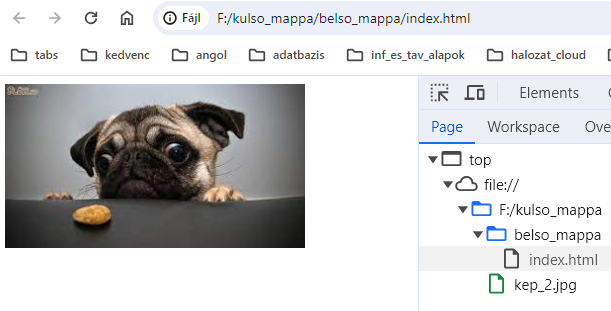 Fájl F:/kulso_mappa/belso_mappa/index.html
tabs kedvenc angol adatbazis inf_es_tav_alapok halozat_cloud
Elements
Page Workspace Ove
top
file://
F:/kulso_mappa
belso_mappa
index.html
kep_2.jpg